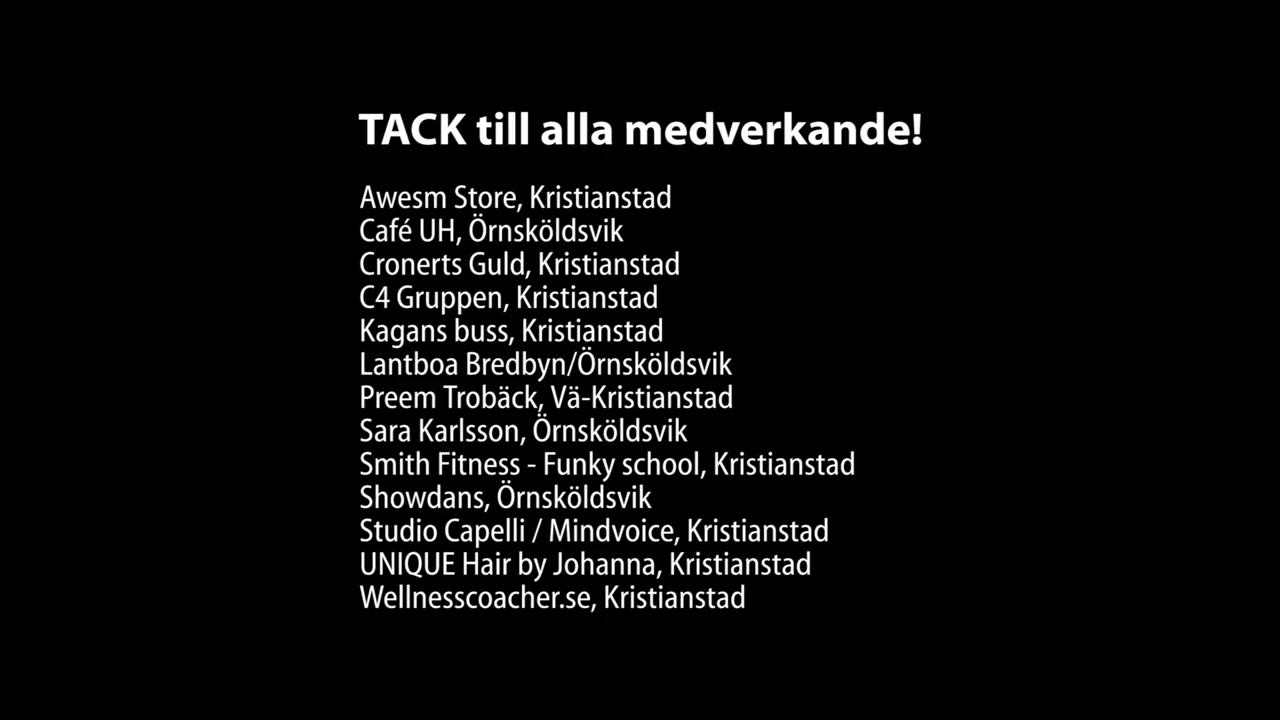 TACK till alla medverkande!
Awesm Store, Kristianstad
Café UH, Örnsköldsvik
Cronerts Guld, Kristianstad
C4 Gruppen, Kristianstad
Kagans buss, Kristianstad
Lantboa Bredbyn/Örnsköldsvik
Preem Trobäck, Vä-Kristianstad
Sara Karlsson, Örnsköldsvik
Smith Fitness - Funky school, Kristianstad
Showdans, Örnsköldsvik
Studio Capelli / Mindvoice, Kristianstad
UNIQUE Hair by Johanna, Kristianstad
Wellnesscoacher.se, Kristianstad